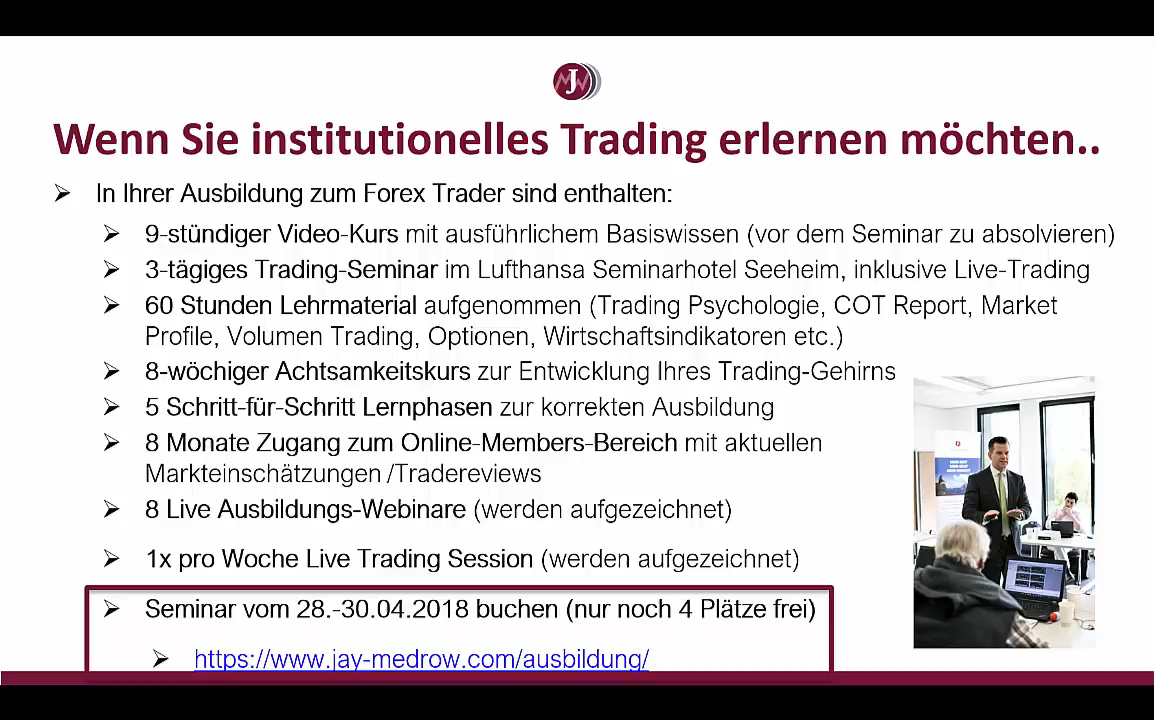 J
Wenn Sie institutionelles Trading erlernen möchten..
In Ihrer Ausbildung zum Forex Trader sind enthalten:
9-stündiger Video-Kurs mit ausführlichem Basiswissen (vor dem Seminar zu absolvieren)
3-tägiges Trading-Seminar im Lufthansa Seminarhotel Seeheim, inklusive Live-Trading
60 Stunden Lehrmaterial aufgenommen (Trading Psychologie, COT Report, Market
Profile, Volumen Trading, Optionen, Wirtschaftsindikatoren etc.)
8-wöchiger Achtsamkeitskurs zur Entwicklung Ihres Trading-Gehirns
5 Schritt-für-Schritt Lernphasen zur korrekten Ausbildung
8 Monate Zugang zum Online-Members-Bereich mit aktuellen
Markteinschätzungen /Tradereviews
8 Live Ausbildungs-Webinare (werden aufgezeichnet)
1x pro Woche Live Trading Session (werden aufgezeichnet)
Seminar vom 28.-30.04.2018 buchen (nur noch 4 Plätze frei)
https://www.jay-medrow.com/ausbildung/